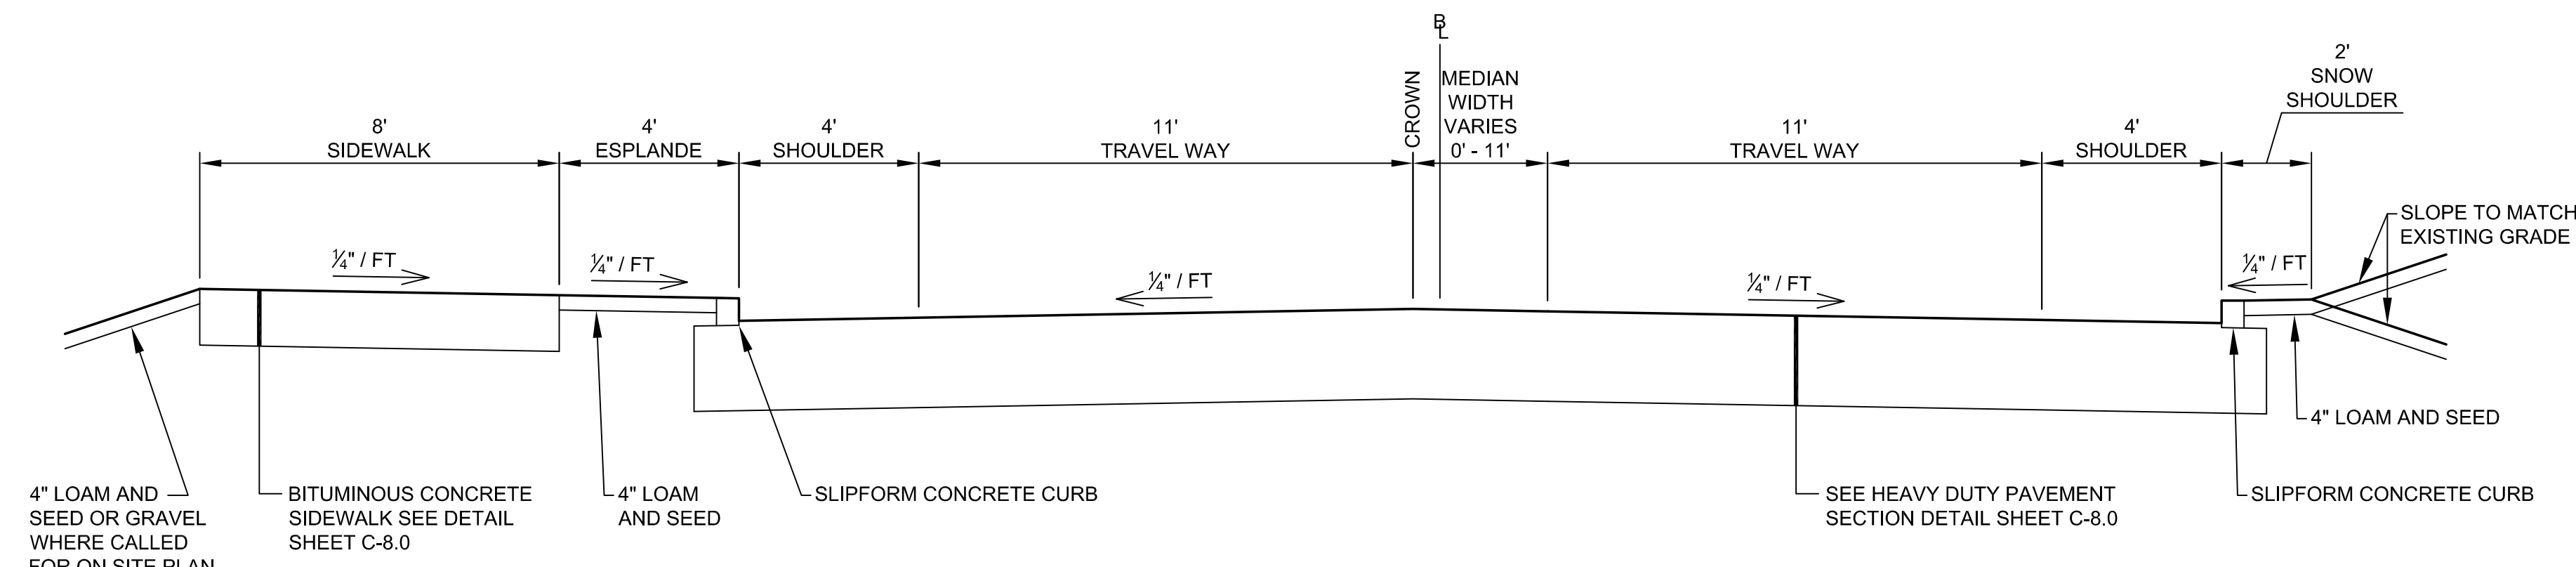 B
L
2'
SNOW
SHOULDER
CROWN
MEDIAN
WIDTH
VARIES
0' - 11'
8'
SIDEWALK
4'
ESPLANDE
4'
SHOULDER
11'
TRAVEL WAY
11'
TRAVEL WAY
4'
SHOULDER
SLOPE TO MATCH
EXISTING GRADE
¼" / FT
¼" / FT
¼" / FT
¼" / FT
¼" / FT
4" LOAM AND SEED
4" LOAM AND
SEED OR GRAVEL
WHERE CALLED
FOR ON SITE PLAN
BITUMINOUS CONCRETE
SIDEWALK SEE DETAIL
SHEET C-8.0
4" LOAM
AND SEED
SLIPFORM CONCRETE CURB
SEE HEAVY DUTY PAVEMENT
SECTION DETAIL SHEET C-8.0
SLIPFORM CONCRETE CURB